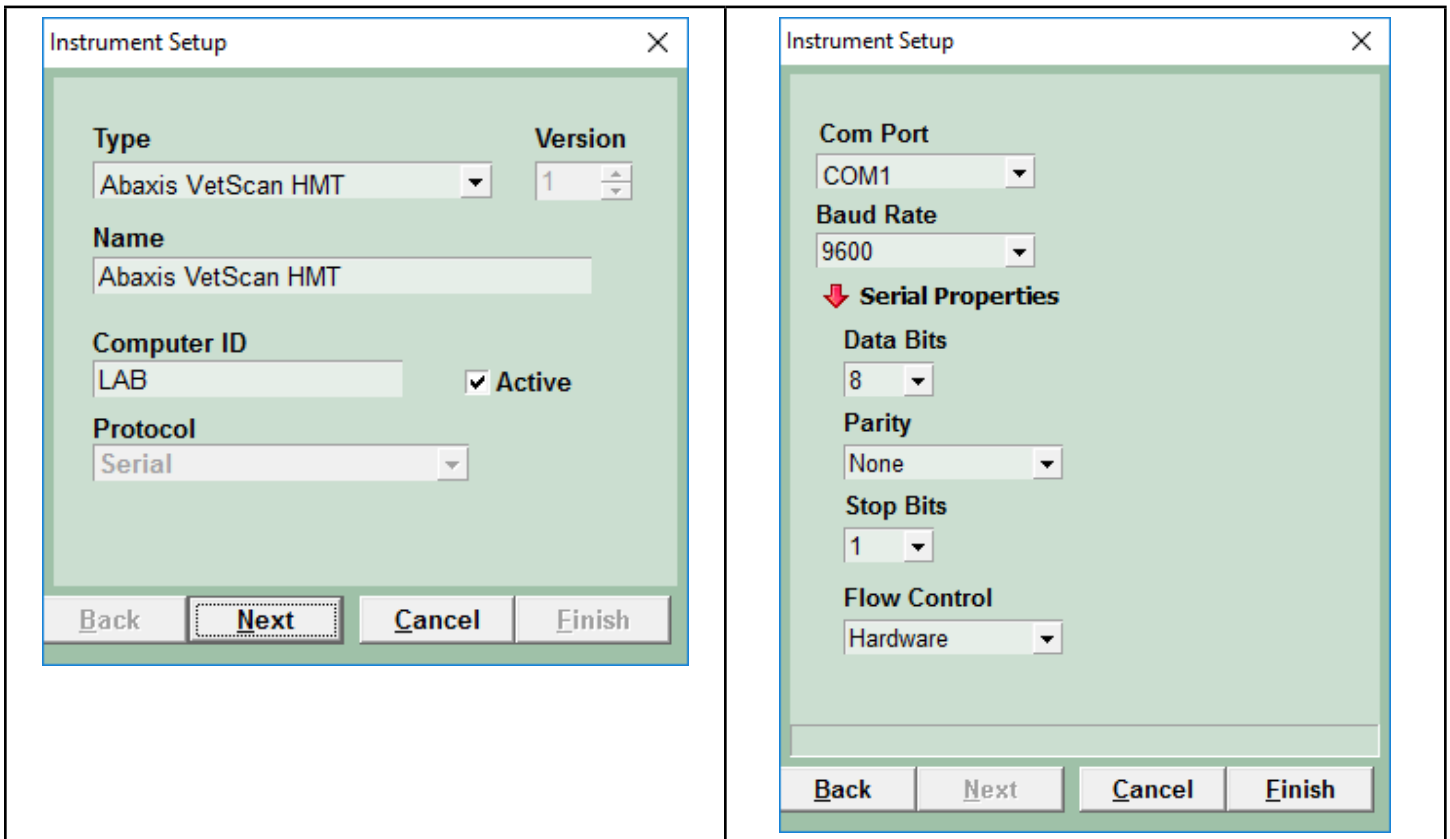 Instrument Setup
Type Version
Abaxis VetScan HMT 1
Name
Abaxis VetScan HMT
Computer ID
LAB Active
Protocol
Serial
Back Next Cancel Finish
Instrument Setup
Com Port
COM1
Baud Rate
9600
Serial Properties
Data Bits
8
Parity
None
Stop Bits
1
Flow Control
Hardware
Back Next Cancel Finish